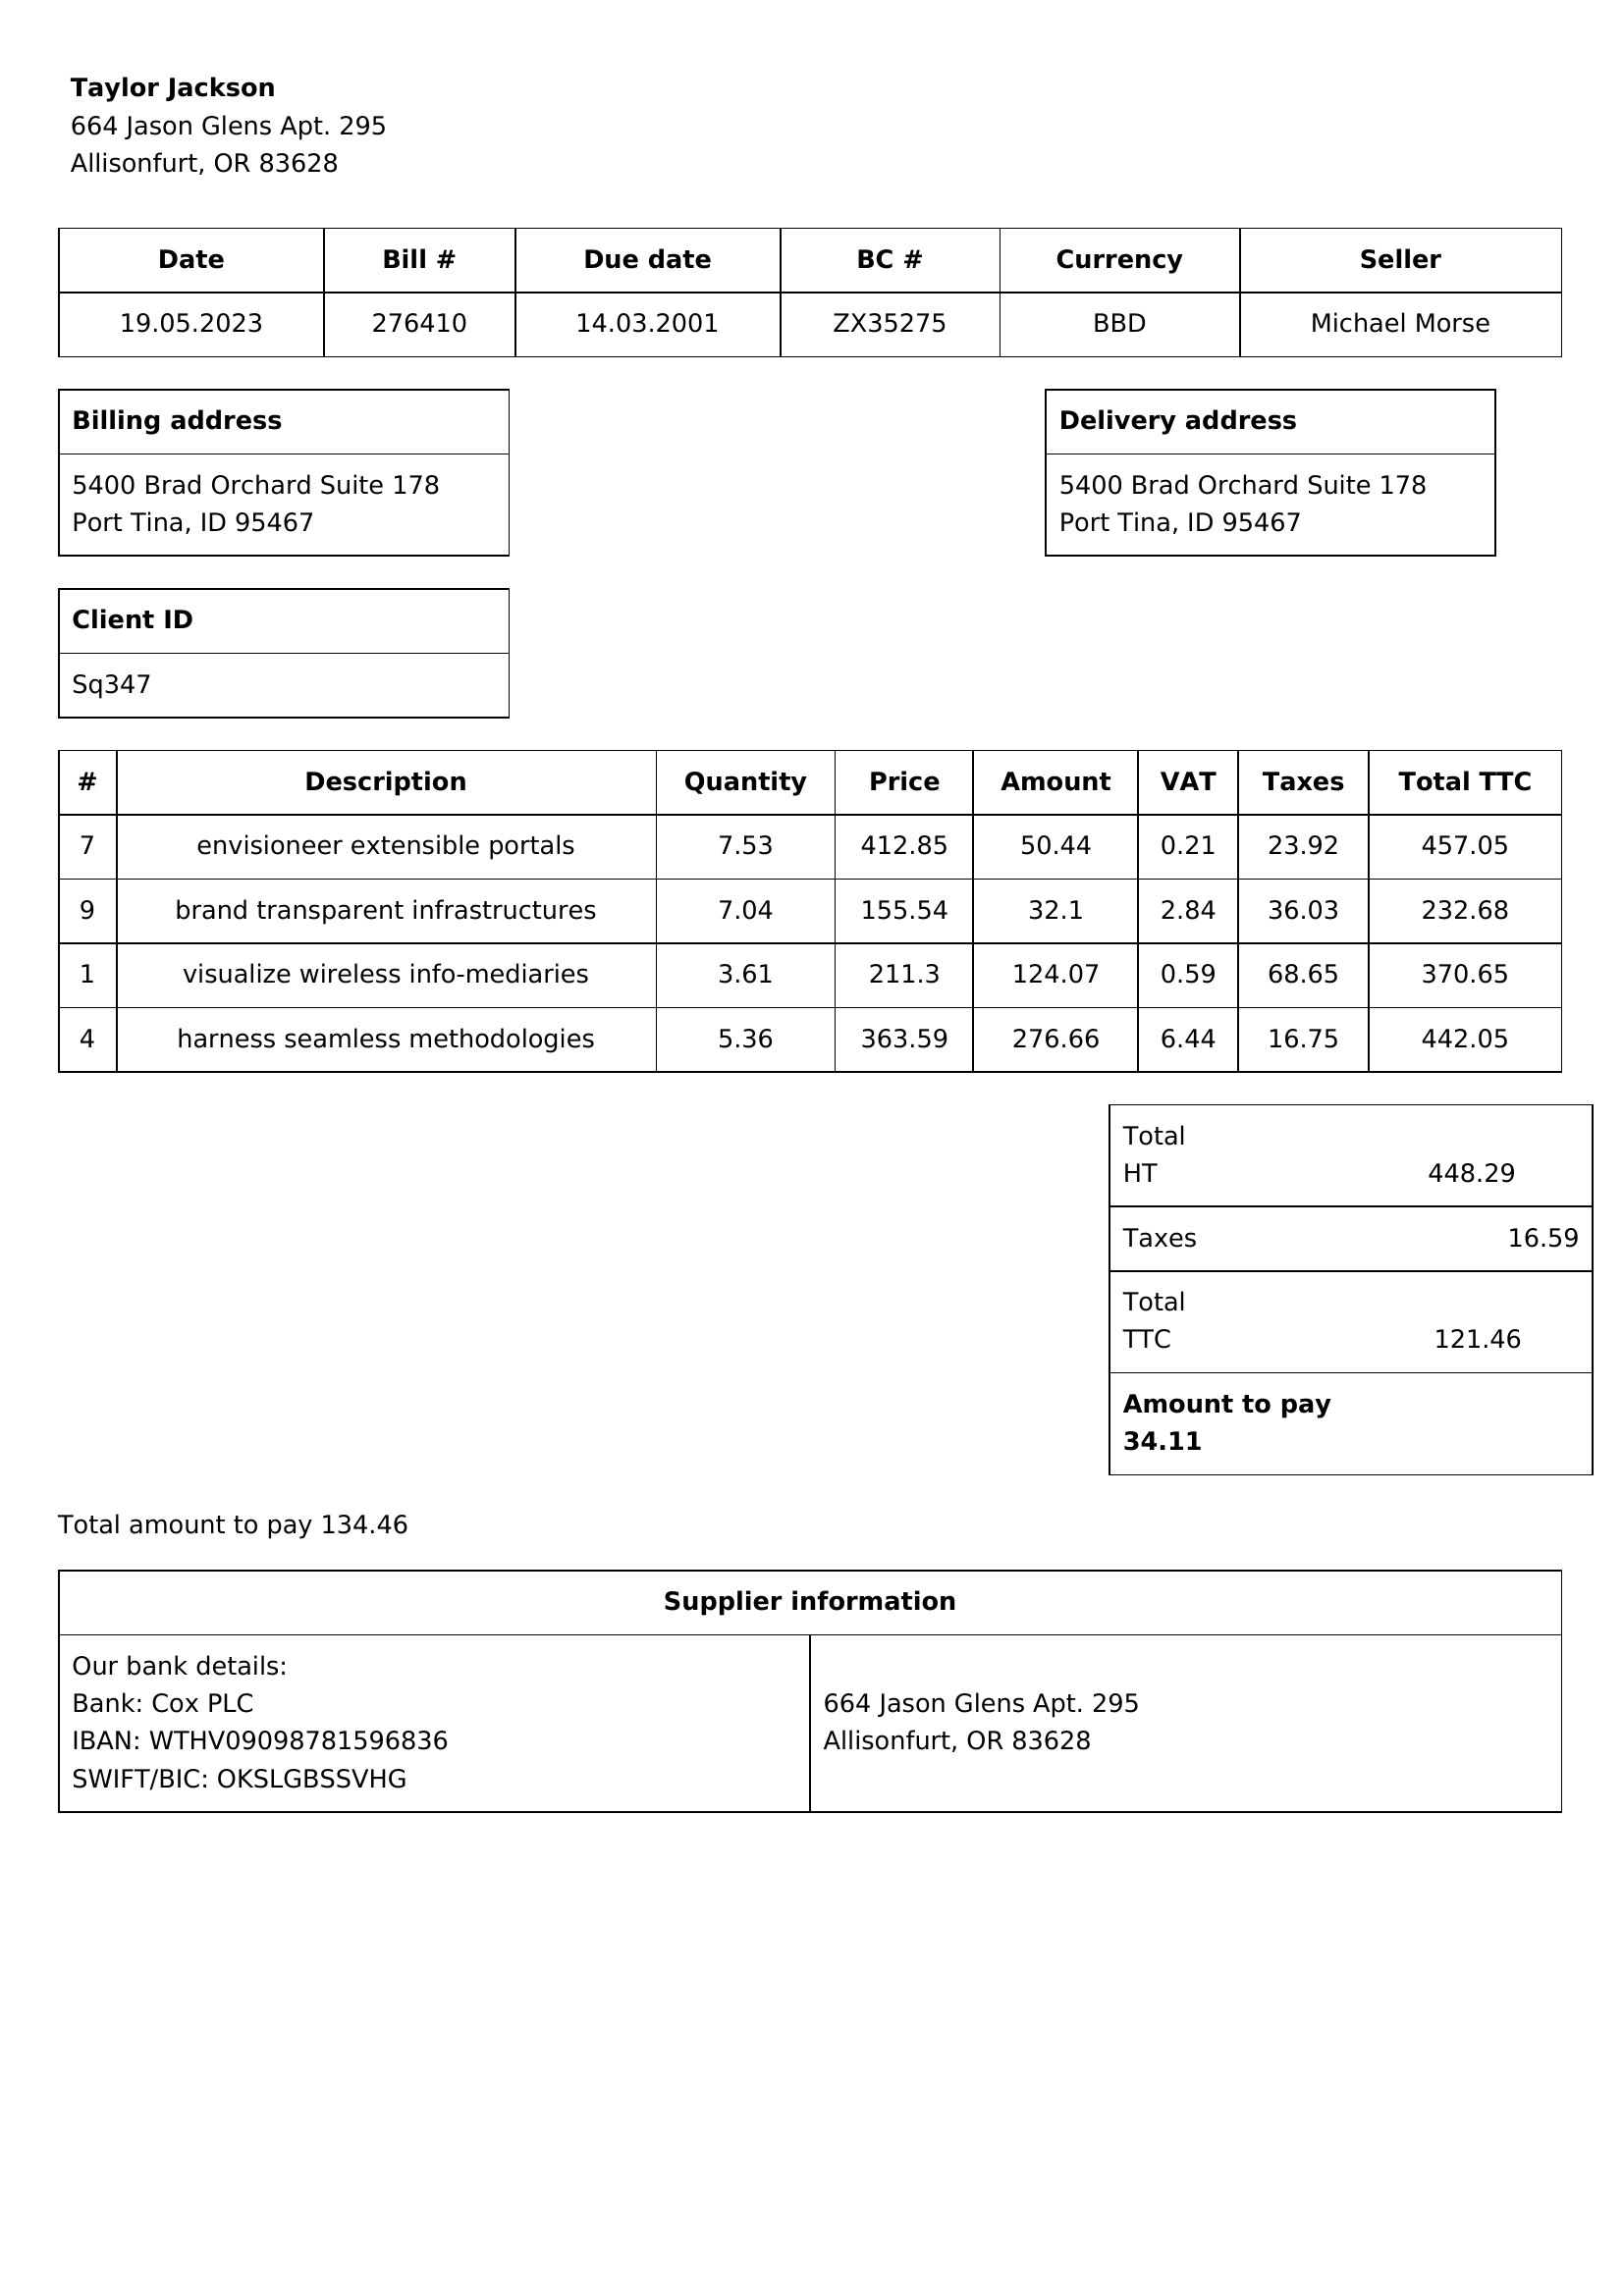 Taylor Jackson
664 Jason Glens Apt. 295
Allisonfurt, OR 83628
Date Bill # Due date BC # Currency Seller
19.05.2023 276410 14.03.2001 ZX35275 BBD Michael Morse
Billing address
5400 Brad Orchard Suite 178
Port Tina, ID 95467
Delivery address
5400 Brad Orchard Suite 178
Port Tina, ID 95467
Client ID
Sq347
# Description Quantity Price Amount VAT Taxes Total TTC
7 envisioneer extensible portals 7.53 412.85 50.44 0.21 23.92 457.05
9 brand transparent infrastructures 7.04 155.54 32.1 2.84 36.03 232.68
1 visualize wireless info-mediaries 3.61 211.3 124.07 0.59 68.65 370.65
4 harness seamless methodologies 5.36 363.59 276.66 6.44 16.75 442.05
Total
HT 448.29
Taxes 16.59
Total
TTC 121.46
Amount to pay
34.11
Total amount to pay 134.46
Supplier information
Our bank details:
Bank: Cox PLC
IBAN: WTHV09098781596836
SWIFT/BIC: OKSLGBSSVHG
664 Jason Glens Apt. 295
Allisonfurt, OR 83628